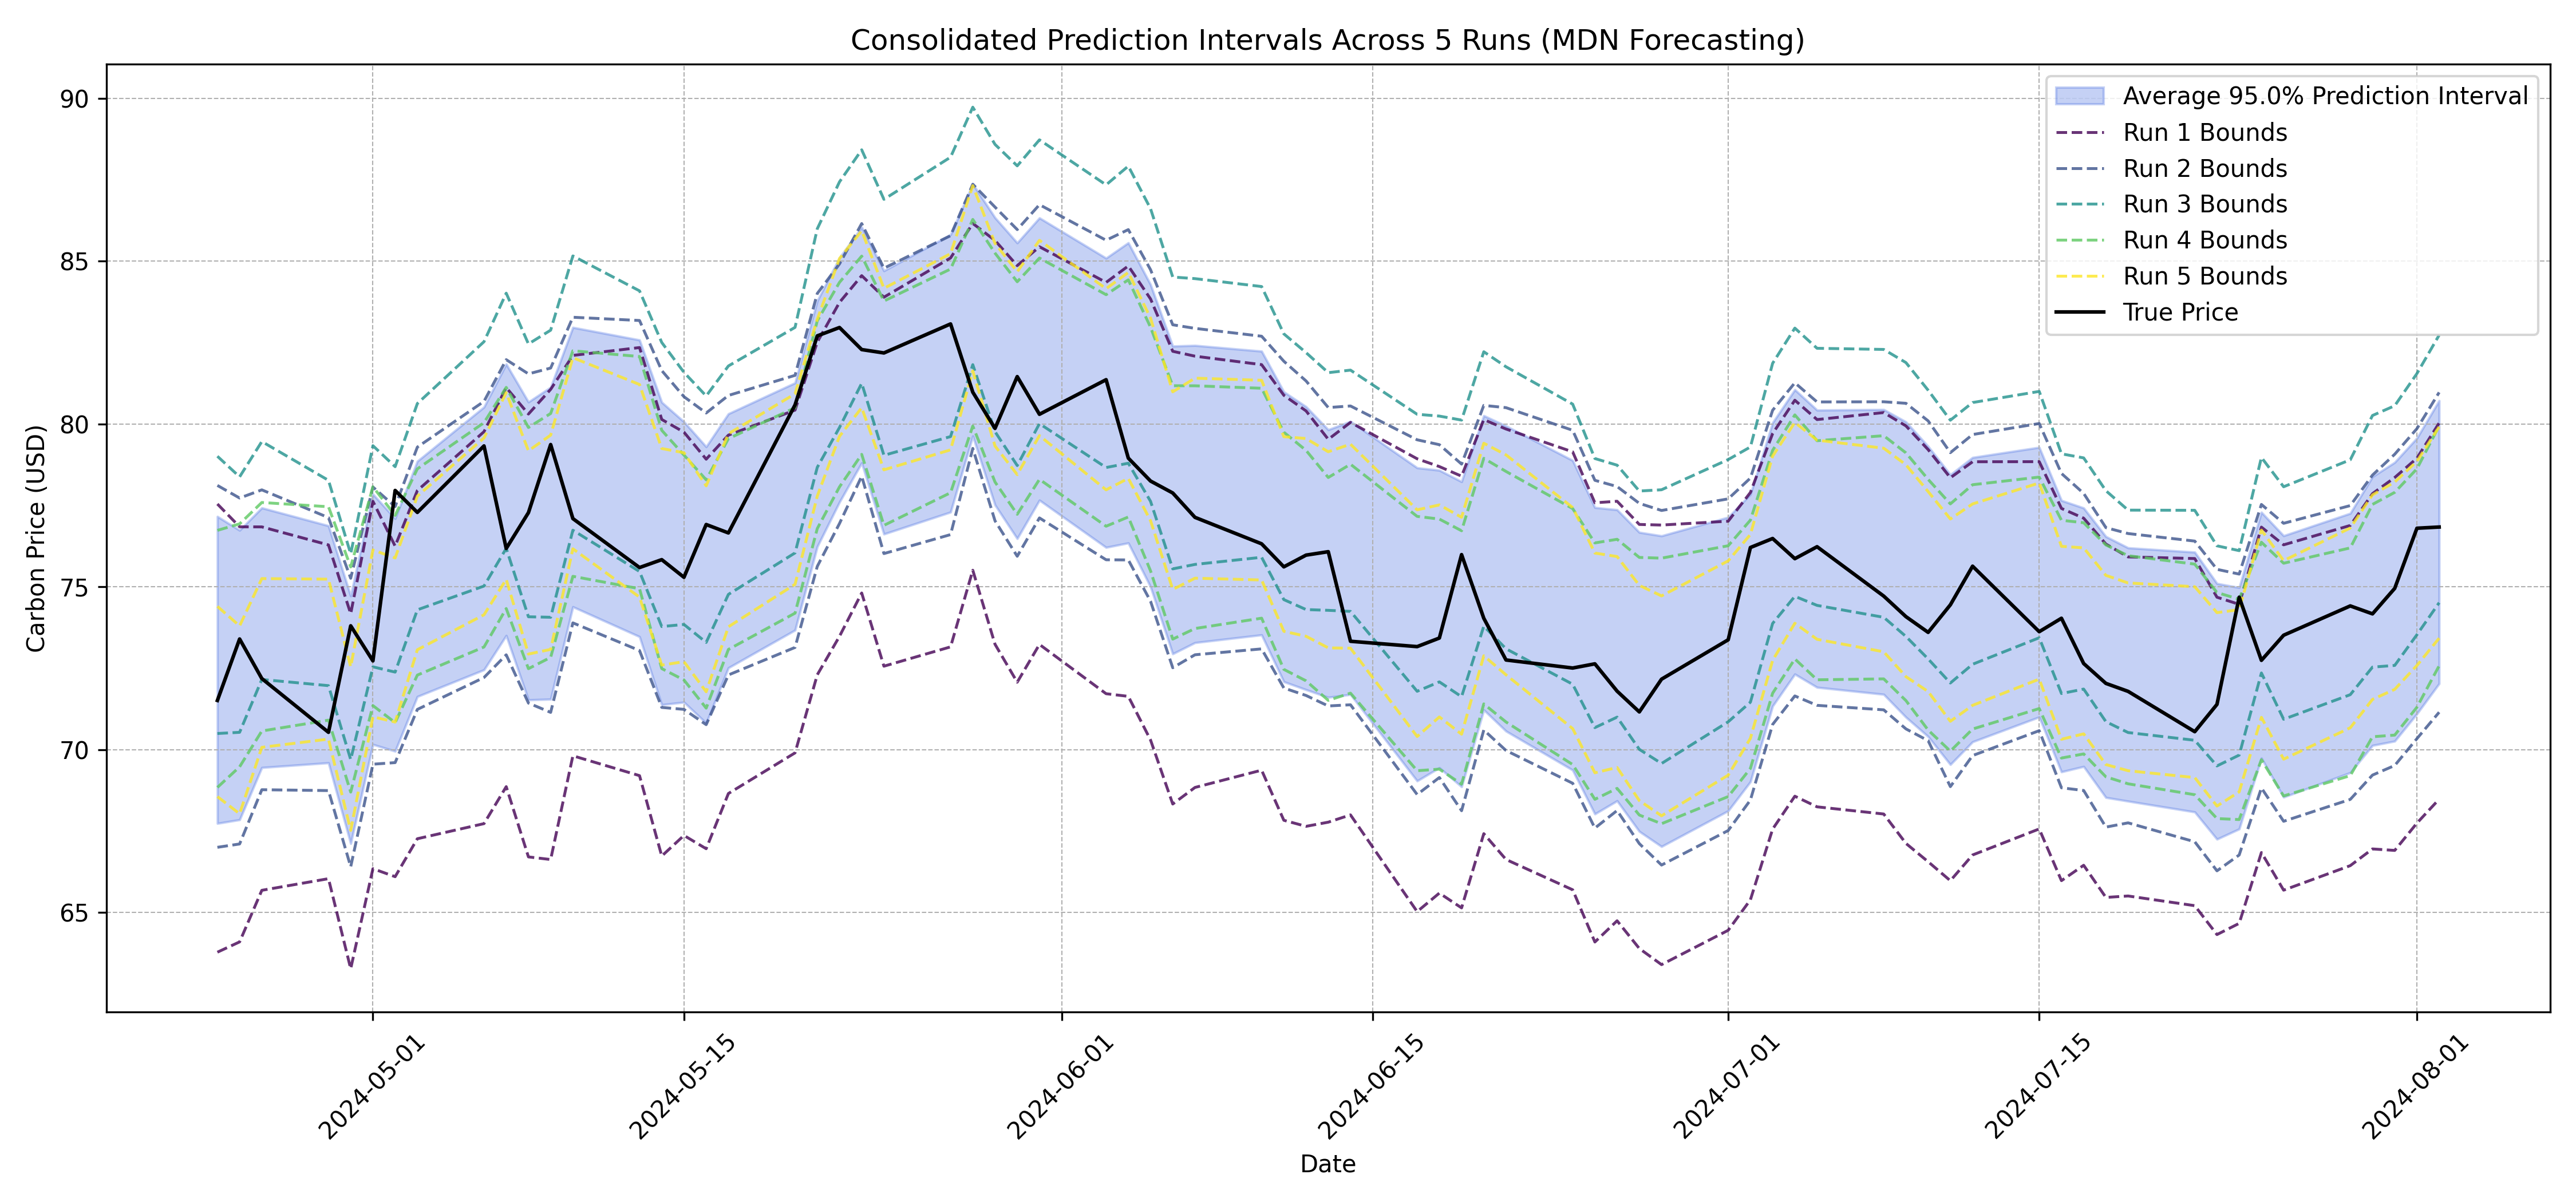 Consolidated Prediction Intervals Across 5 Runs (MDN Forecasting)
Carbon Price (USD)
90
85
80
75
70
65
Average 95.0% Prediction Interval
Run 1 Bounds
Run 2 Bounds
Run 3 Bounds
Run 4 Bounds
Run 5 Bounds
True Price
2024-05-01
2024-05-15
2024-06-01
2024-06-15
2024-07-01
2024-07-15
2024-08-01
Date